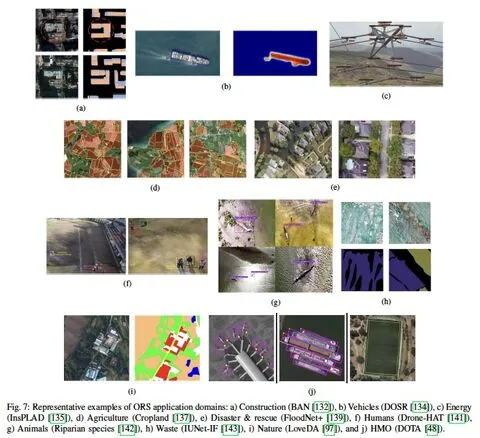 (a)
(b)
(c)
(d)
(e)
(f)
(g)
(h)
(i)
(j)
Fig. 7: Representative examples of ORS application domains: a) Construction (BAN [132]), b) Vehicles (DOSR [134]), c) Energy
(InsPLAD [135]), d) Agriculture (Cropland [137]), e) Disaster & rescue (FloodNet+ [139]), f) Humans (Drone-HAT [141]),
g) Animals (Riparian species [142]), h) Waste (IUNet-IF [143]), i) Nature (LoveDA [97]), and j) HMO (DOTA [48]).